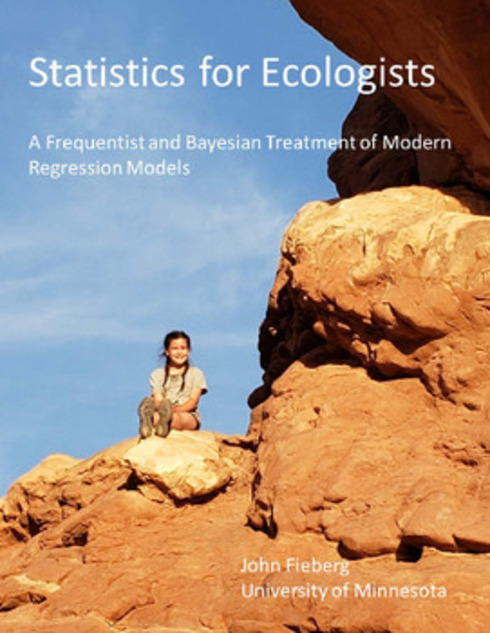 Statistics for Ecologists
A Frequentist and Bayesian Treatment of Modern
Regression Models
John Fieberg
University of Minnesota